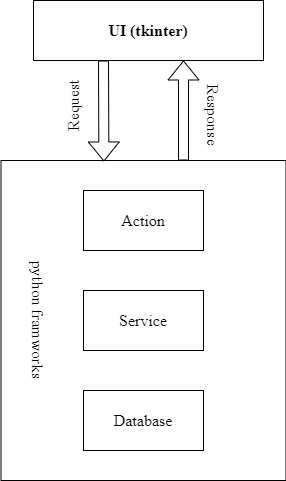 UI (tkinter)
Request
Response
Action
python framworks
Service
Database